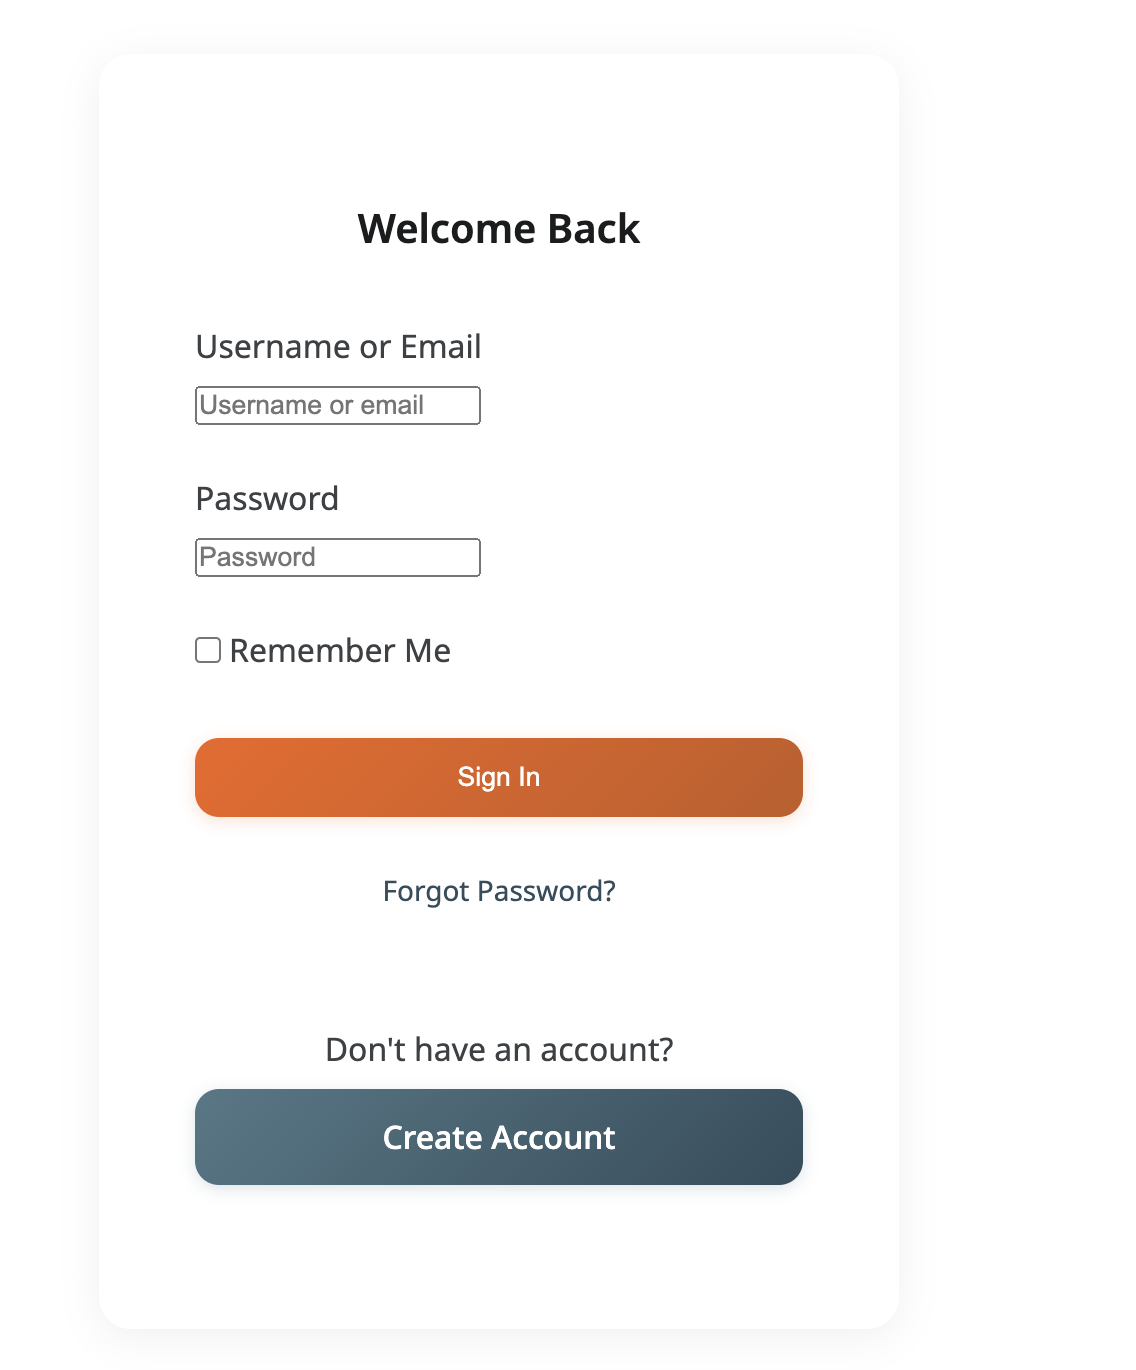 Welcome Back
Username or Email
Username or email
Password
Password
Remember Me
Sign In
Forgot Password?
Don't have an account?
Create Account